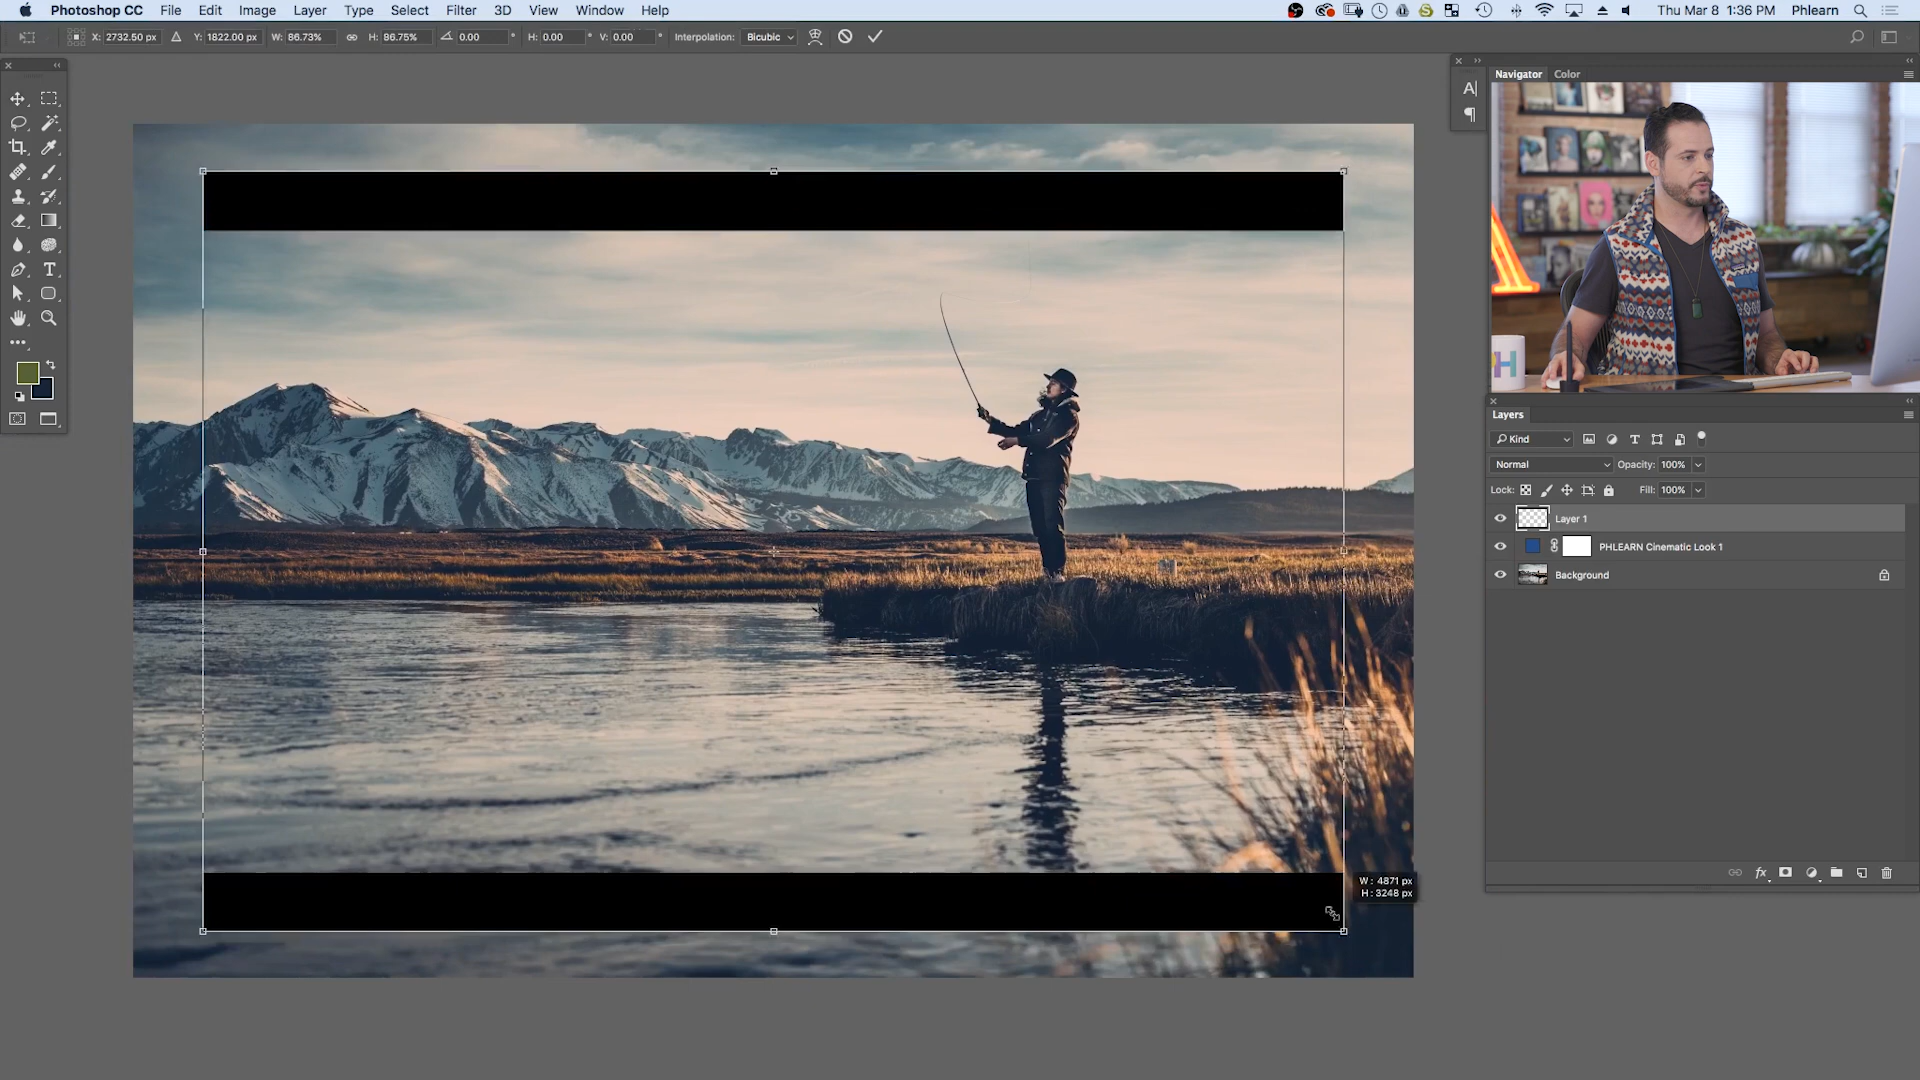 Photoshop CC File Edit Image Layer Type Select Filter 3D View Window Help Thu Mar 8 1:36 PM Phlearn
X: 2732.50 px Y: 1822.00 px W: 86.73% H: 86.75% 0.00 ° H: 0.00 ° V: 0.00 ° Interpolation: Bicubic
Navigator Color
A|
¶
T
H
Layers
Kind
T
Normal Opacity: 100%
Lock: Fill: 100%
Layer 1
PHLEARN Cinematic Look 1
Background
fx
W: 4871 px
H: 3248 px